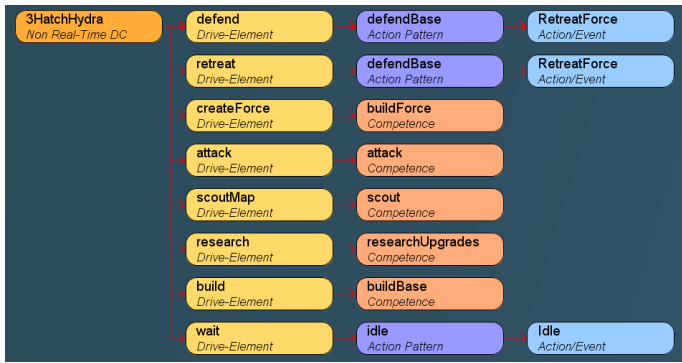 3HatchHydra
Non Real-Time DC
defend
Drive-Element
defendBase
Action Pattern
RetreatForce
Action/Event
retreat
Drive-Element
defendBase
Action Pattern
RetreatForce
Action/Event
createForce
Drive-Element
buildForce
Competence
attack
Drive-Element
attack
Competence
scoutMap
Drive-Element
scout
Competence
research
Drive-Element
researchUpgrades
Competence
build
Drive-Element
buildBase
Competence
wait
Drive-Element
idle
Action Pattern
Idle
Action/Event